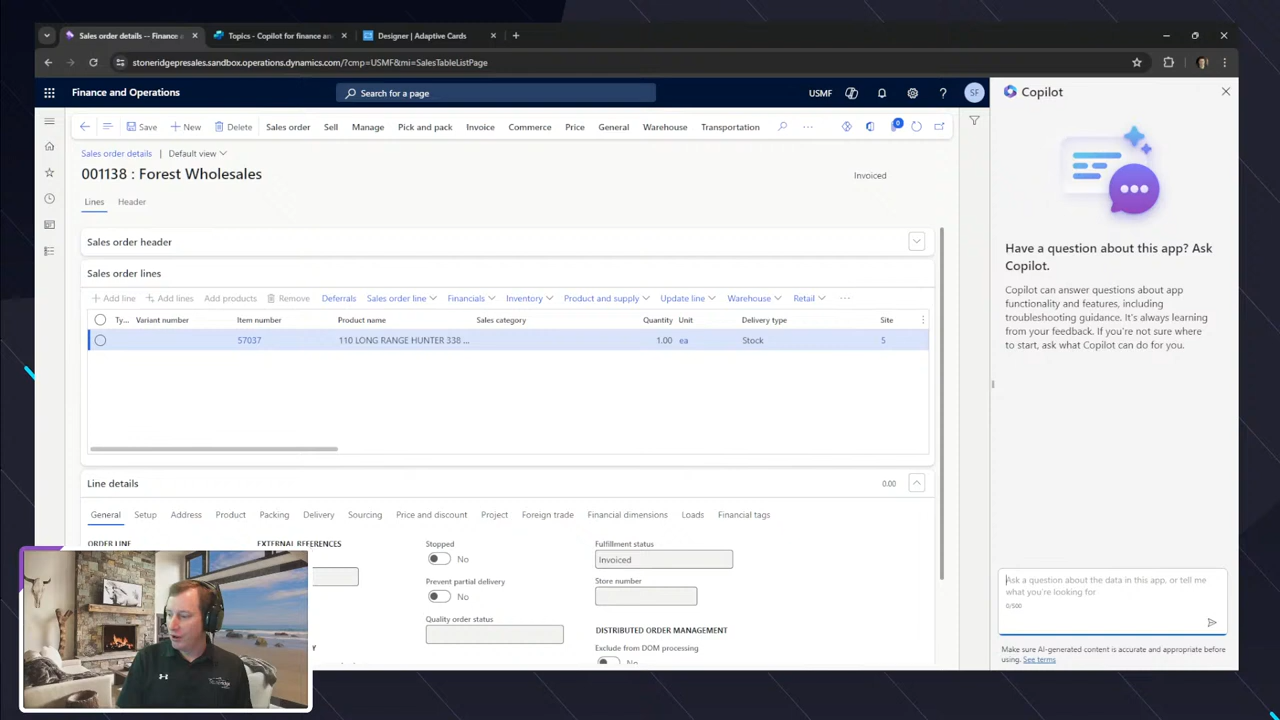 Sales order details -- Finance
Topics - Copilot for finance an
Designer | Adaptive Cards
stoneridgepresales.sandbox.operations.dynamics.com/?cmp=USMF&mi=SalesTableListPage
Finance and Operations
Search for a page
USMF
SF
Save
New
Delete
Sales order
Sell
Manage
Pick and pack
Invoice
Commerce
Price
General
Warehouse
Transportation
0
Sales order details | Default view
001138 : Forest Wholesales
Invoiced
Lines
Header
Sales order header
Sales order lines
Add line
Add lines
Add products
Remove
Deferrals
Sales order line
Financials
Inventory
Product and supply
Update line
Warehouse
Retail
Ty... Variant number Item number Product name Sales category Quantity Unit Delivery type Site
57037 110 LONG RANGE HUNTER 338 ... 1.00 ea Stock 5
Line details
0.00
General
Setup
Address
Product
Packing
Delivery
Sourcing
Price and discount
Project
Foreign trade
Financial dimensions
Loads
Financial tags
ORDER LINE
EXTERNAL REFERENCES
Stopped
No
Prevent partial delivery
No
Quality order status
Fulfillment status
Invoiced
Store number
DISTRIBUTED ORDER MANAGEMENT
Exclude from DOM processing
No
Copilot
Have a question about this app? Ask
Copilot.
Copilot can answer questions about app
functionality and features, including
troubleshooting guidance. It's always learning
from your feedback. If you're not sure where
to start, ask what Copilot can do for you.
Ask a question about the data in this app, or tell me
what you're looking for
0/500
Make sure AI-generated content is accurate and appropriate before
using. See terms